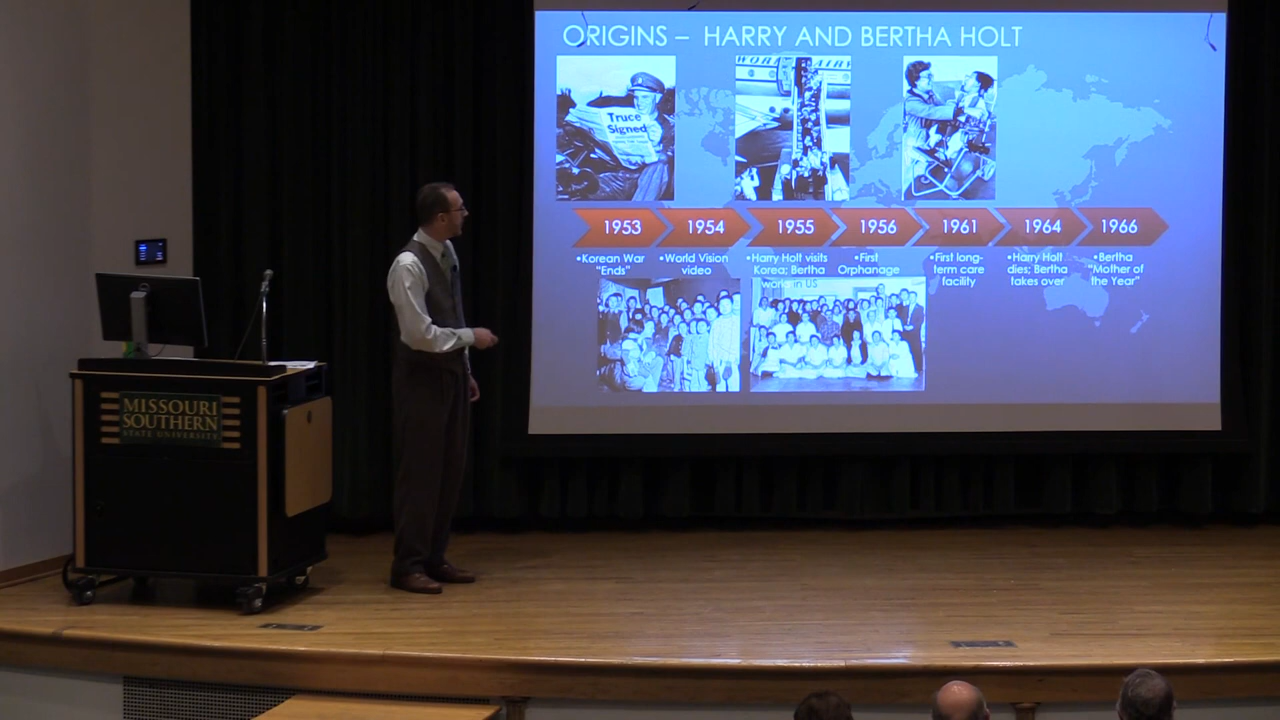 ORIGINS – HARRY AND BERTHA HOLT
WORLD AIRW
Truce
Signed
1953
1954
1955
1956
1961
1964
1966
•Korean War
"Ends"
•World Vision
video
•Harry Holt visits
Korea; Bertha
works in US
•First
Orphanage
•First long-
term care
facility
•Harry Holt
dies; Bertha
takes over
•Bertha
"Mother of
the Year"
MISSOURI
SOUTHERN
STATE UNIVERSITY